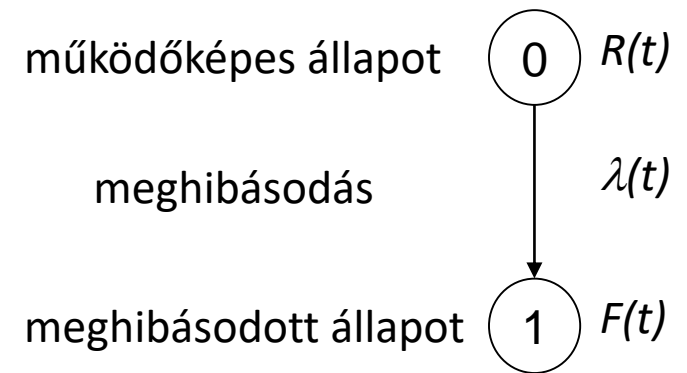 működőképes állapot 0 R(t)
meghibásodás λ(t)
meghibásodott állapot 1 F(t)